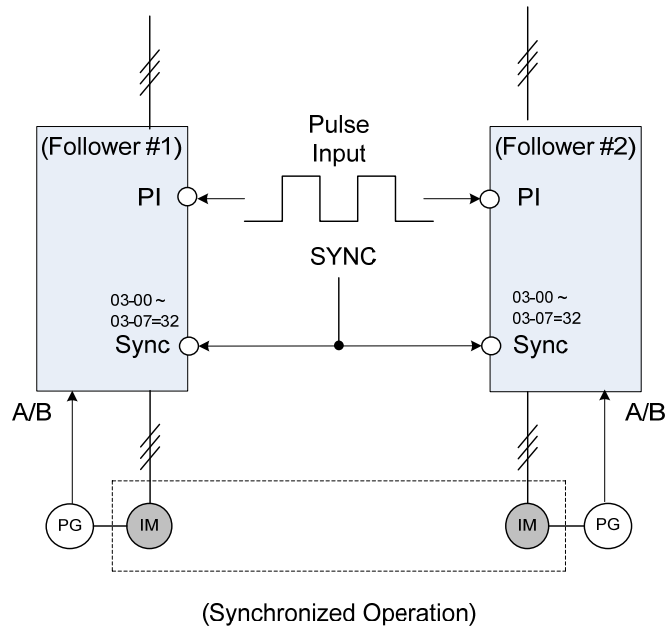 (Follower #1)
PI
03-00 ~
03-07=32
Sync
A/B
PG
IM
Pulse
Input
SYNC
(Follower #2)
PI
03-00 ~
03-07=32
Sync
A/B
IM
PG
(Synchronized Operation)